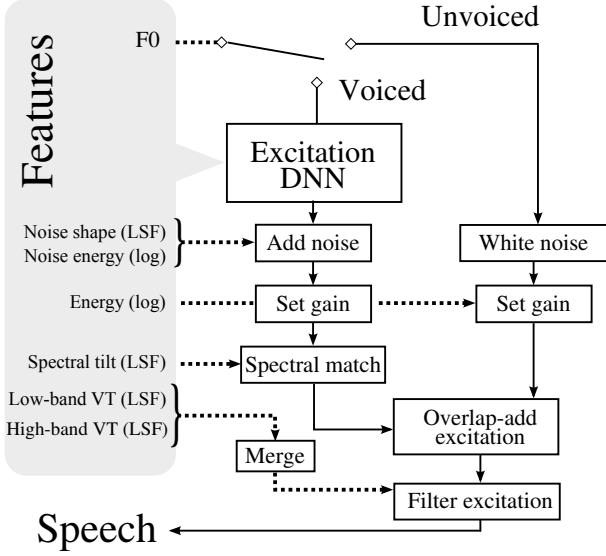 Unvoiced
F0
Voiced
Features
Excitation
DNN
Noise shape (LSF)
Noise energy (log)
Add noise
White noise
Energy (log)
Set gain
Set gain
Spectral tilt (LSF)
Spectral match
Low-band VT (LSF)
High-band VT (LSF)
Overlap-add
excitation
Merge
Filter excitation
Speech